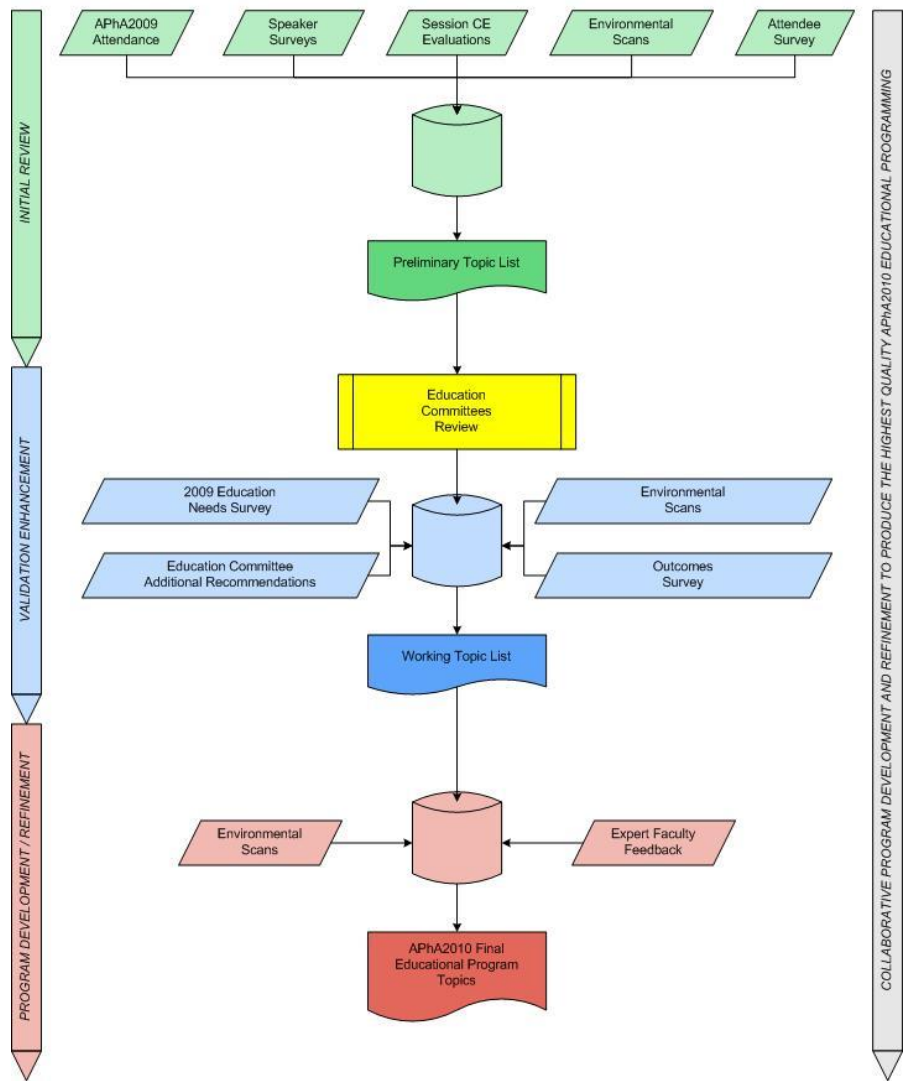 APhA2009
Attendance
Speaker
Surveys
Session CE
Evaluations
Environmental
Scans
Attendee
Survey
INITIAL REVIEW
Preliminary Topic List
VALIDATION ENHANCEMENT
Education
Committees
Review
2009 Education
Needs Survey
Environmental
Scans
Education Committee
Additional Recommendations
Outcomes
Survey
Working Topic List
PROGRAM DEVELOPMENT / REFINEMENT
Environmental
Scans
Expert Faculty
Feedback
APhA2010 Final
Educational Program
Topics
COLLABORATIVE PROGRAM DEVELOPMENT AND REFINEMENT TO PRODUCE THE HIGHEST QUALITY APhA2010 EDUCATIONAL PROGRAMMING